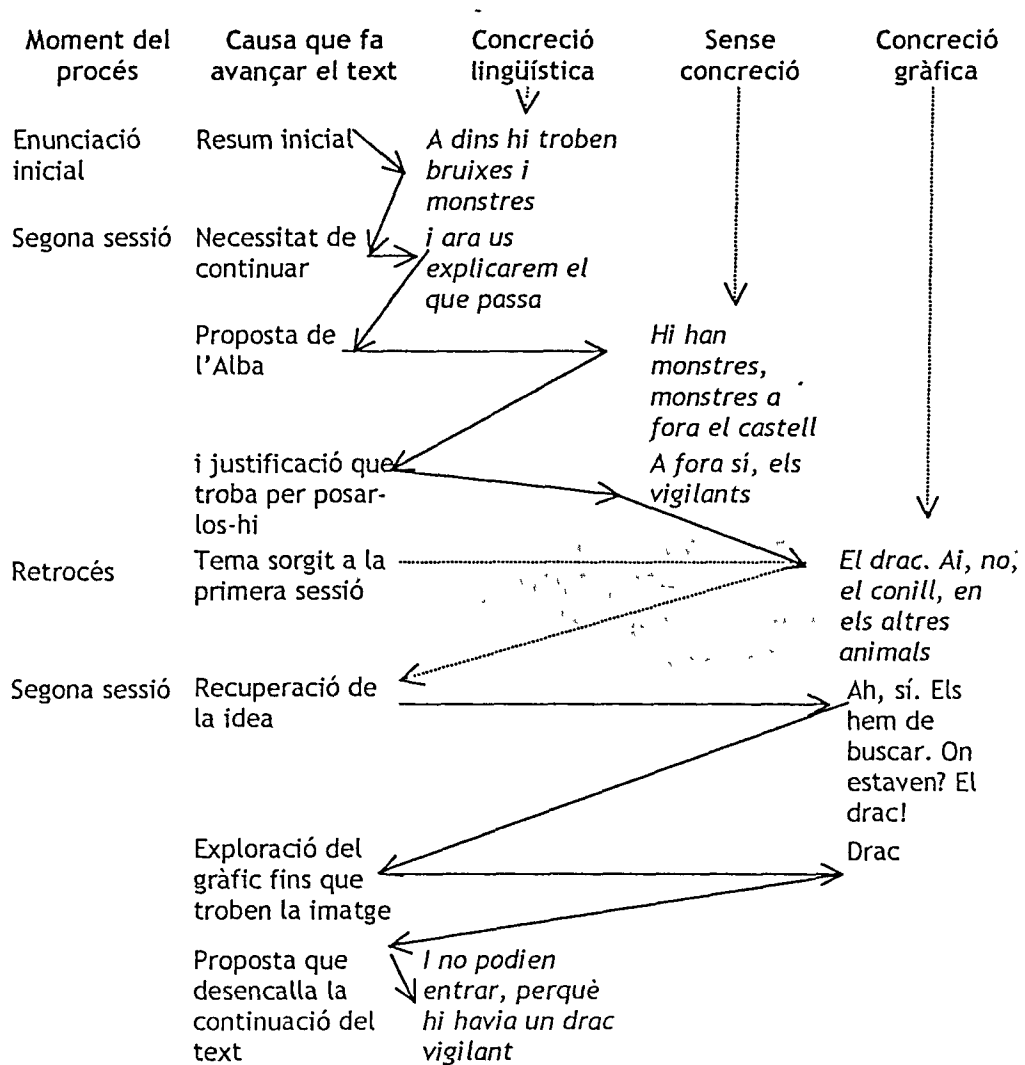 Moment del procés
Causa que fa avançar el text
Concreció lingüística
Sense concreció
Concreció gràfica
Enunciació inicial
Resum inicial
A dins hi troben
bruixes i
monstres
Segona sessió
Necessitat de
continuar
i ara us
explicarem el
que passa
Proposta de
l'Alba
Hi han
monstres,
monstres a
fora el castell
i justificació que
troba per posar-
los-hi
A fora sí, els
vigilants
Retrocés
Tema sorgit a la
primera sessió
El drac. Ai, no,
el conill, en
els altres
animals
Segona sessió
Recuperació de
la idea
Ah, sí. Els
hem de
buscar. On
estaven? El
drac!
Exploració del
gràfic fins que
troben la imatge
Drac
Proposta que
desencalla la
continuació del
text
I no podien
entrar, perquè
hi havia un drac
vigilant